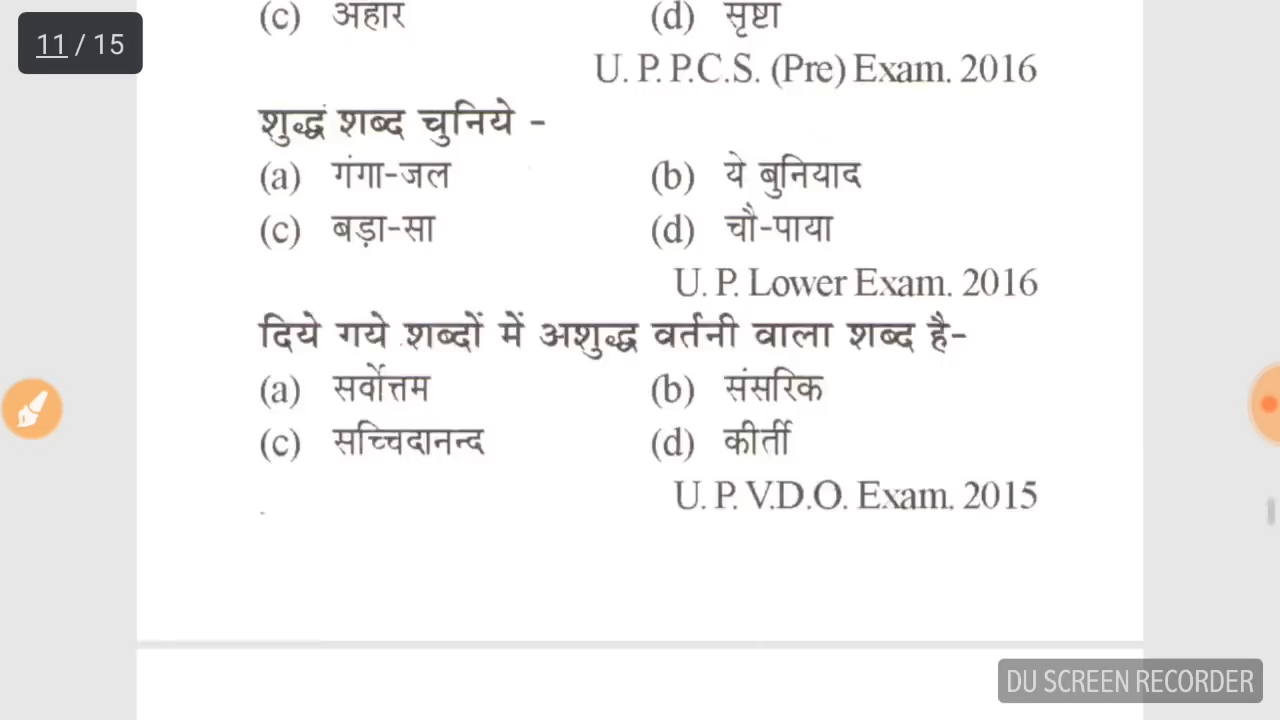 11 / 15
(c) अहार (d) सृष्टा
U. P. P.C.S. (Pre) Exam. 2016
शुद्ध शब्द चुनिये -
(a) गंगा-जल (b) ये बुनियाद
(c) बड़ा-सा (d) चौ-पाया
U. P. Lower Exam. 2016
दिये गये शब्दों में अशुद्ध वर्तनी वाला शब्द है-
(a) सर्वोत्तम (b) संसरिक
(c) सच्चिदानन्द (d) कीर्ती
U. P. V.D.O. Exam. 2015
DU SCREEN RECORDER